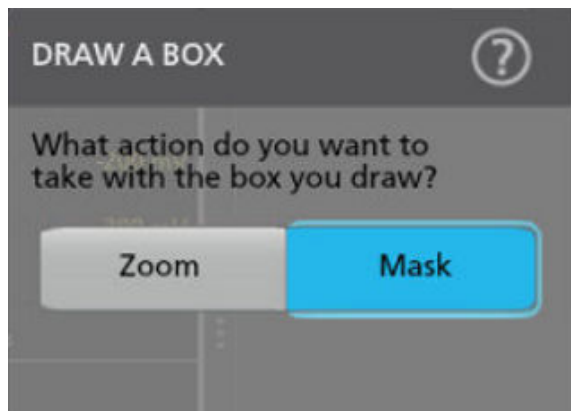 DRAW A BOX
?
What action do you want to
take with the box you draw?
Zoom
Mask